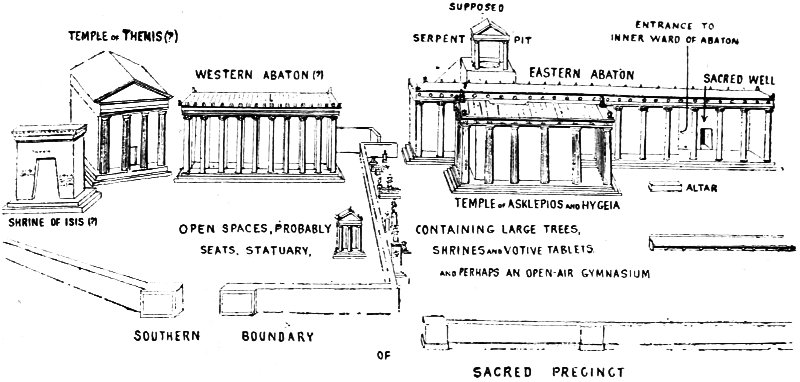 SUPPOSED
SERPENT PIT
ENTRANCE TO
INNER WARD OF ABATON
TEMPLE OF THEMIS (?)
WESTERN ABATON (?)
EASTERN ABATON
SACRED WELL
ALTAR
TEMPLE OF ASKLEPIOS AND HYGEIA
SHRINE OF ISIS (?)
OPEN SPACES, PROBABLY CONTAINING LARGE TREES,
SEATS, STATUARY, SHRINES AND VOTIVE TABLETS
AND PERHAPS AN OPEN-AIR GYMNASIUM
SOUTHERN BOUNDARY
OF
SACRED PRECINCT